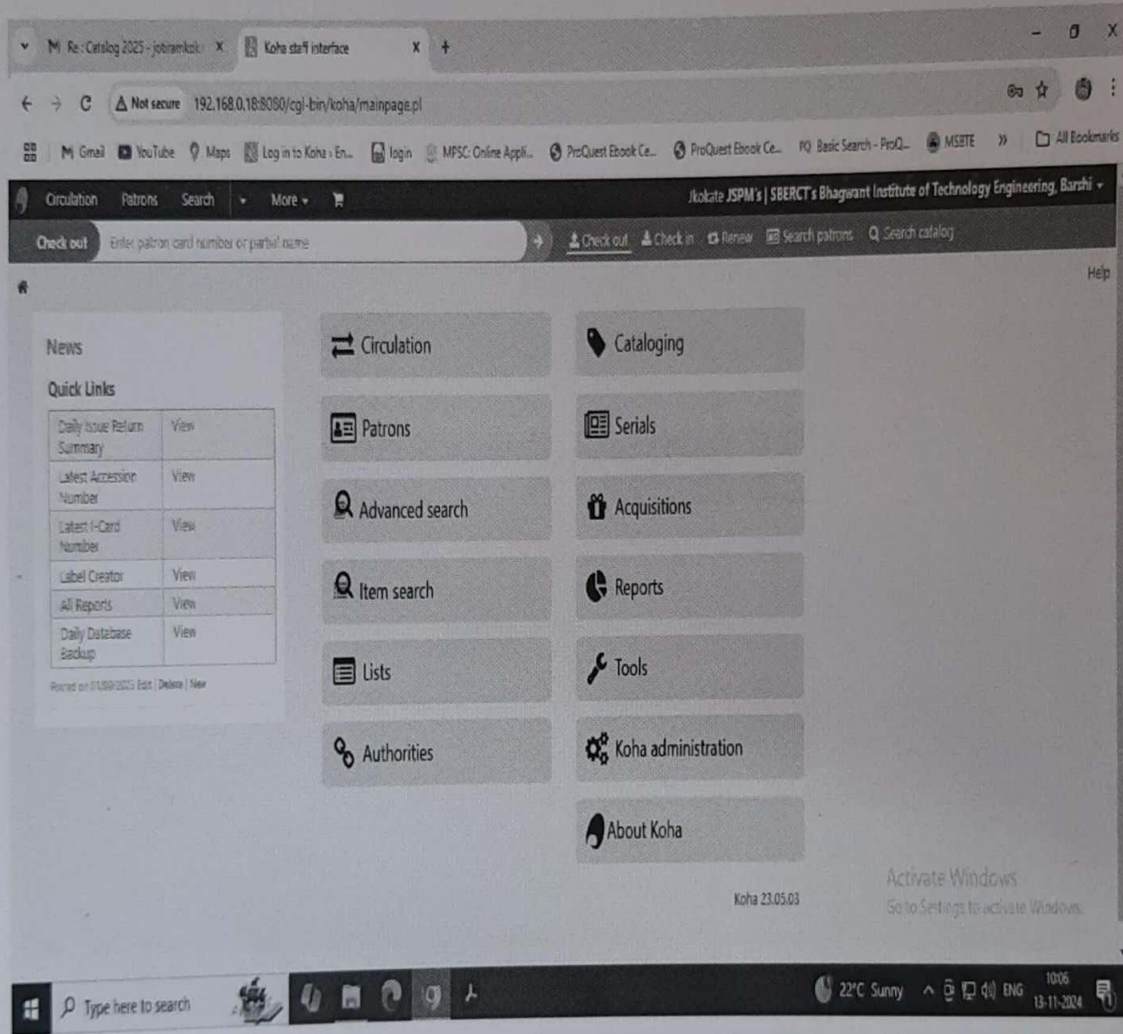 Re: Catalog 2025 - jobiramkok
Koha staff interface
Not secure 192.168.0.18:8080/cgi-bin/koha/mainpage.pl
Gmail YouTube Maps Log in to Koha › En... login MPSC: Online Appli... ProQuest Ebook Ce... ProQuest Ebook Ce... PQ Basic Search - ProQ... MSBTE » All Bookmarks
Circulation Patrons Search More Jkokate JSPM's | SBERCT's Bhagwant Institute of Technology Engineering, Barshi
Check out Enter patron card number or partial name Check out Check in Renew Search patrons Search catalog
Help
News
Quick Links
Daily Issue Return Summary View
Latest Accession Number View
Latest I-Card Number View
Label Creator View
All Reports View
Daily Database Backup View
Posted on Edit | Delete | New
Circulation
Patrons
Advanced search
Item search
Lists
Authorities
Cataloging
Serials
Acquisitions
Reports
Tools
Koha administration
About Koha
Koha 23.05.03
Activate Windows
Go to Settings to activate Windows.
Type here to search 22°C Sunny ENG 10:06
13-11-2024